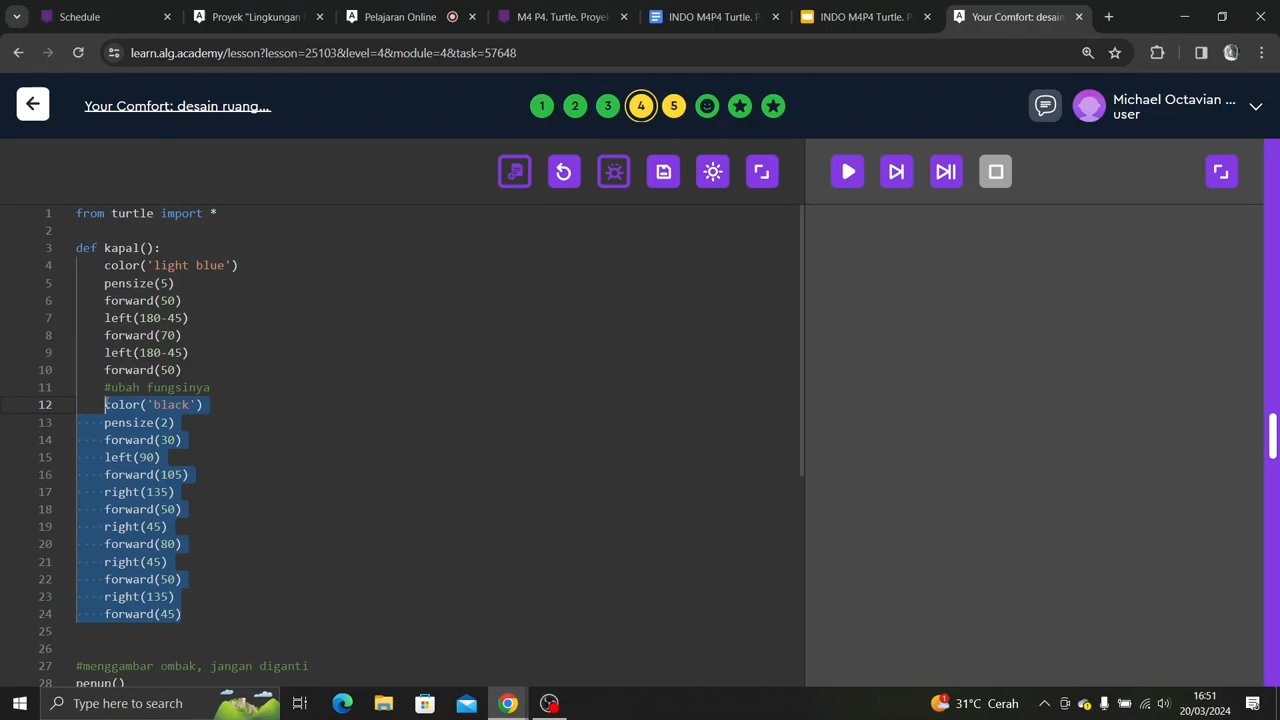 Schedule
Proyek "Lingkungan
Pelajaran Online
M4 P4. Turtle. Proye
INDO M4P4 Turtle. P
INDO M4P4 Turtle. P
Your Comfort: desain
learn.alg.academy/lesson?lesson=25103&level=4&module=4&task=57648
Your Comfort: desain ruang...
1 2 3 4 5
Michael Octavian ...
user
1 from turtle import *
2
3 def kapal():
4 color('light blue')
5 pensize(5)
6 forward(50)
7 left(180-45)
8 forward(70)
9 left(180-45)
10 forward(50)
11 #ubah fungsinya
12 color('black')
13 pensize(2)
14 forward(30)
15 left(90)
16 forward(105)
17 right(135)
18 forward(50)
19 right(45)
20 forward(80)
21 right(45)
22 forward(50)
23 right(135)
24 forward(45)
25
26
27 #menggambar ombak, jangan diganti
28 penup()
Type here to search
31°C Cerah
16:51
20/03/2024